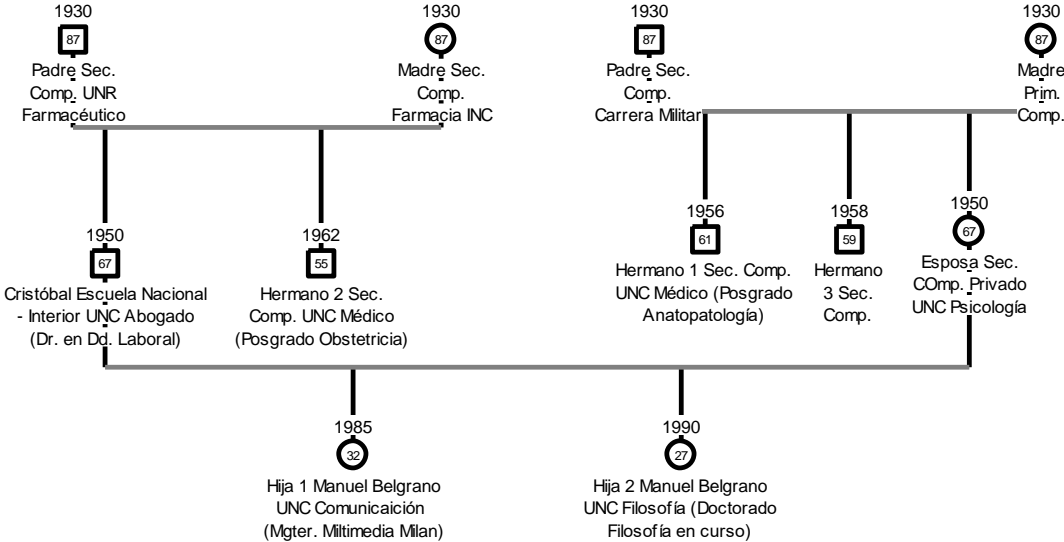 1930
87
Padre Sec.
Comp. UNR
Farmacéutico
1930
87
Madre Sec.
Comp.
Farmacia INC
1930
87
Padre Sec.
Comp.
Carrera Militar
1930
87
Madre
Prim.
Comp.
1950
67
Cristóbal Escuela Nacional
- Interior UNC Abogado
(Dr. en Dd. Laboral)
1962
55
Hermano 2 Sec.
Comp. UNC Médico
(Posgrado Obstetricia)
1956
61
Hermano 1 Sec. Comp.
UNC Médico (Posgrado
Anatopatología)
1958
59
Hermano
3 Sec.
Comp.
1950
67
Esposa Sec.
COmp. Privado
UNC Psicología
1985
32
Hija 1 Manuel Belgrano
UNC Comunicaición
(Mgter. Miltimedia Milan)
1990
27
Hija 2 Manuel Belgrano
UNC Filosofía (Doctorado
Filosofía en curso)